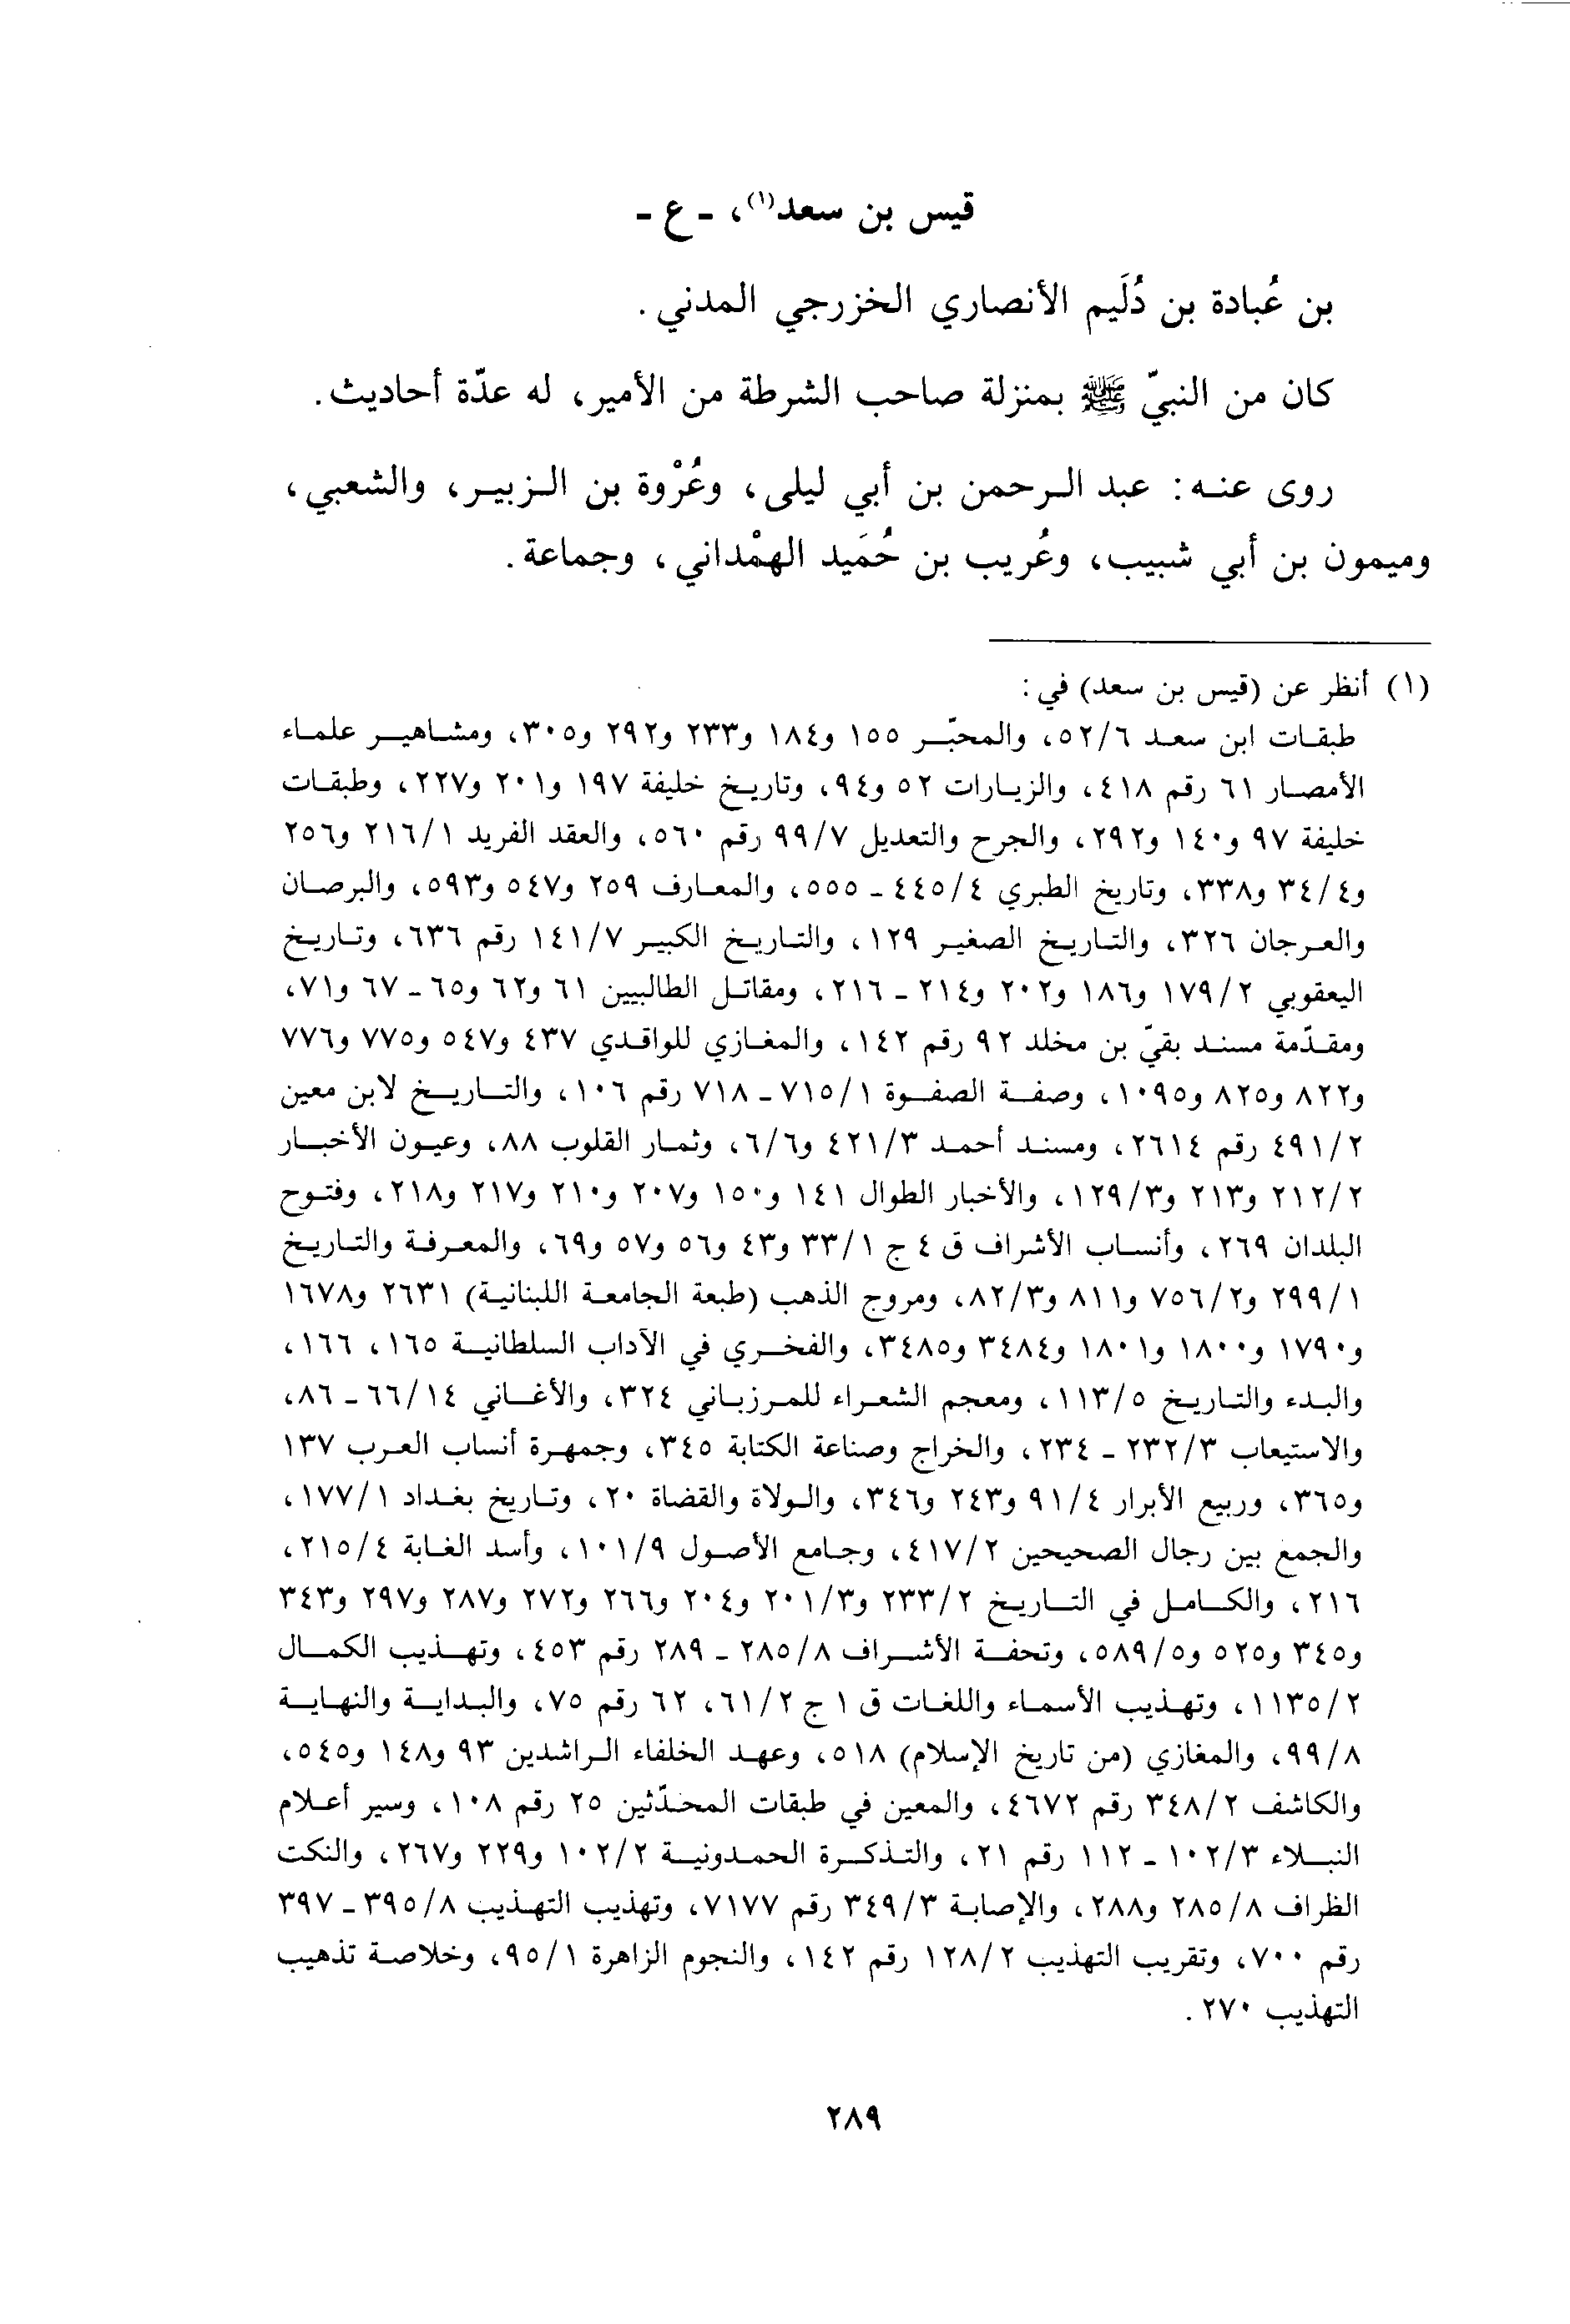 قيس بن سعد(١)، - ع -
بن عُبادة بن دُلَيم الأنصاري الخزرجي المدني.
كان من النبيّ ﷺ بمنزلة صاحب الشرطة من الأمير، له عدّة أحاديث.
روى عنه: عبد الرحمن بن أبي ليلى، وعُرْوة بن الزبير، والشعبي،
وميمون بن أبي شبيب، وعُريب بن حُمَيد الهمْداني، وجماعة.
(١) أنظر عن (قيس بن سعد) في:
طبقات ابن سعد ٥٢/٦، والمحبّر ١٥٥ و١٨٤ و٢٣٣ و٢٩٢ و٣٠٥، ومشاهير علماء
الأمصار ٦١ رقم ٤١٨، والزيارات ٥٢ و٩٤، وتاريخ خليفة ١٩٧ و٢٠١ و٢٢٧، وطبقات
خليفة ٩٧ و١٤٠ و٢٩٢، والجرح والتعديل ٩٩/٧ رقم ٥٦٠، والعقد الفريد ٢١٦/١ و٢٥٦
و٣٤/٤ و٣٣٨، وتاريخ الطبري ٤٤٥/٤ - ٥٥٥، والمعارف ٢٥٩ و٥٤٧ و٥٩٣، والبرصان
والعرجان ٣٢٦، والتاريخ الصغير ١٢٩، والتاريخ الكبير ١٤١/٧ رقم ٦٣٦، وتاريخ
اليعقوبي ١٧٩/٢ و١٨٦ و٢٠٢ و٢١٤ - ٢١٦، ومقاتل الطالبيين ٦١ و٦٢ و٦٥ - ٦٧ و٧١،
ومقدّمة مسند بقيّ بن مخلد ٩٢ رقم ١٤٢، والمغازي للواقدي ٤٣٧ و٥٤٧ و٧٧٥ و٧٧٦
و٨٢٢ و٨٢٥ و١٠٩٥، وصفة الصفوة ٧١٥/١ - ٧١٨ رقم ١٠٦، والتاريخ لابن معين
٤٩١/٢ رقم ٢٦١٤، ومسند أحمد ٤٢١/٣ و٦/٦، وثمار القلوب ٨٨، وعيون الأخبار
٢١٢/٢ و٢١٣ و١٢٩/٣، والأخبار الطوال ١٤١ و١٥٠ و٢٠٧ و٢١٠ و٢١٧ و٢١٨، وفتوح
البلدان ٢٦٩، وأنساب الأشراف ق ٤ ج ٣٣/١ و٤٣ و٥٦ و٥٧ و٦٩، والمعرفة والتاريخ
٢٩٩/١ و٧٥٦/٢ و٨١١ و٨٢/٣، ومروج الذهب (طبعة الجامعة اللبنانية) ٢٦٣١ و١٦٧٨
و١٧٩٠ و١٨٠٠ و١٨٠١ و٣٤٨٤ و٣٤٨٥، والفخري في الآداب السلطانية ١٦٥، ١٦٦،
والبدء والتاريخ ١١٣/٥، ومعجم الشعراء للمرزباني ٣٢٤، والأغاني ٦٦/١٤ - ٨٦،
والاستيعاب ٢٣٢/٣ - ٢٣٤، والخراج وصناعة الكتابة ٣٤٥، وجمهرة أنساب العرب ١٣٧
و٣٦٥، وربيع الأبرار ٩١/٤ و٢٤٣ و٣٤٦، والولاة والقضاة ٢٠، وتاريخ بغداد ١٧٧/١،
والجمع بين رجال الصحيحين ٤١٧/٢، وجامع الأصول ١٠١/٩، وأسد الغابة ٢١٥/٤،
٢١٦، والكامل في التاريخ ٢٣٣/٢ و٢٠١/٣ و٢٠٤ و٢٦٦ و٢٧٢ و٢٨٧ و٢٩٧ و٣٤٣
و٣٤٥ و٥٢٥ و٥٨٩/٥، وتحفة الأشراف ٢٨٥/٨ - ٢٨٩ رقم ٤٥٣، وتهذيب الكمال
١١٣٥/٢، وتهذيب الأسماء واللغات ق ١ ج ٦١/٢، ٦٢ رقم ٧٥، والبداية والنهاية
٩٩/٨، والمغازي (من تاريخ الإسلام) ٥١٨، وعهد الخلفاء الراشدين ٩٣ و١٤٨ و٥٤٥،
والكاشف ٣٤٨/٢ رقم ٤٦٧٢، والمعين في طبقات المحدّثين ٢٥ رقم ١٠٨، وسير أعلام
النبلاء ١٠٢/٣ - ١١٢ رقم ٢١، والتذكرة الحمدونية ١٠٢/٢ و٢٢٩ و٢٦٧، والنكت
الظراف ٢٨٥/٨ و٢٨٨، والإصابة ٣٤٩/٣ رقم ٧١٧٧، وتهذيب التهذيب ٣٩٥/٨ - ٣٩٧
رقم ٧٠٠، وتقريب التهذيب ١٢٨/٢ رقم ١٤٢، والنجوم الزاهرة ٩٥/١، وخلاصة تذهيب
التهذيب ٢٧٠.
٢٨٩